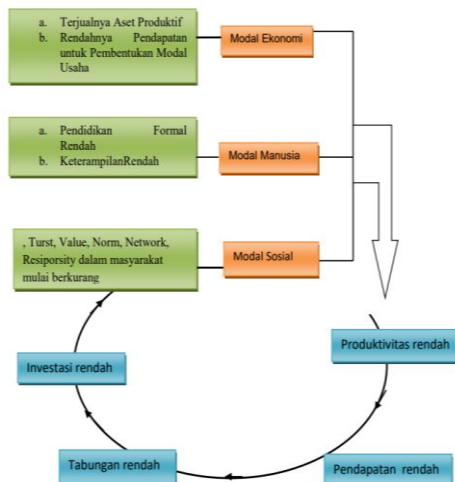 a. Terjualnya Aset Produktif
b. Rendahnya Pendapatan
untuk Pembentukan Modal
Usaha
Modal Ekonomi
a. Pendidikan Formal
Rendah
b. KeterampilanRendah
Modal Manusia
, Turst, Value, Norm, Network,
Resiporsity dalam masyarakat
mulai berkurang
Modal Sosial
Produktivitas rendah
Investasi rendah
Tabungan rendah
Pendapatan rendah